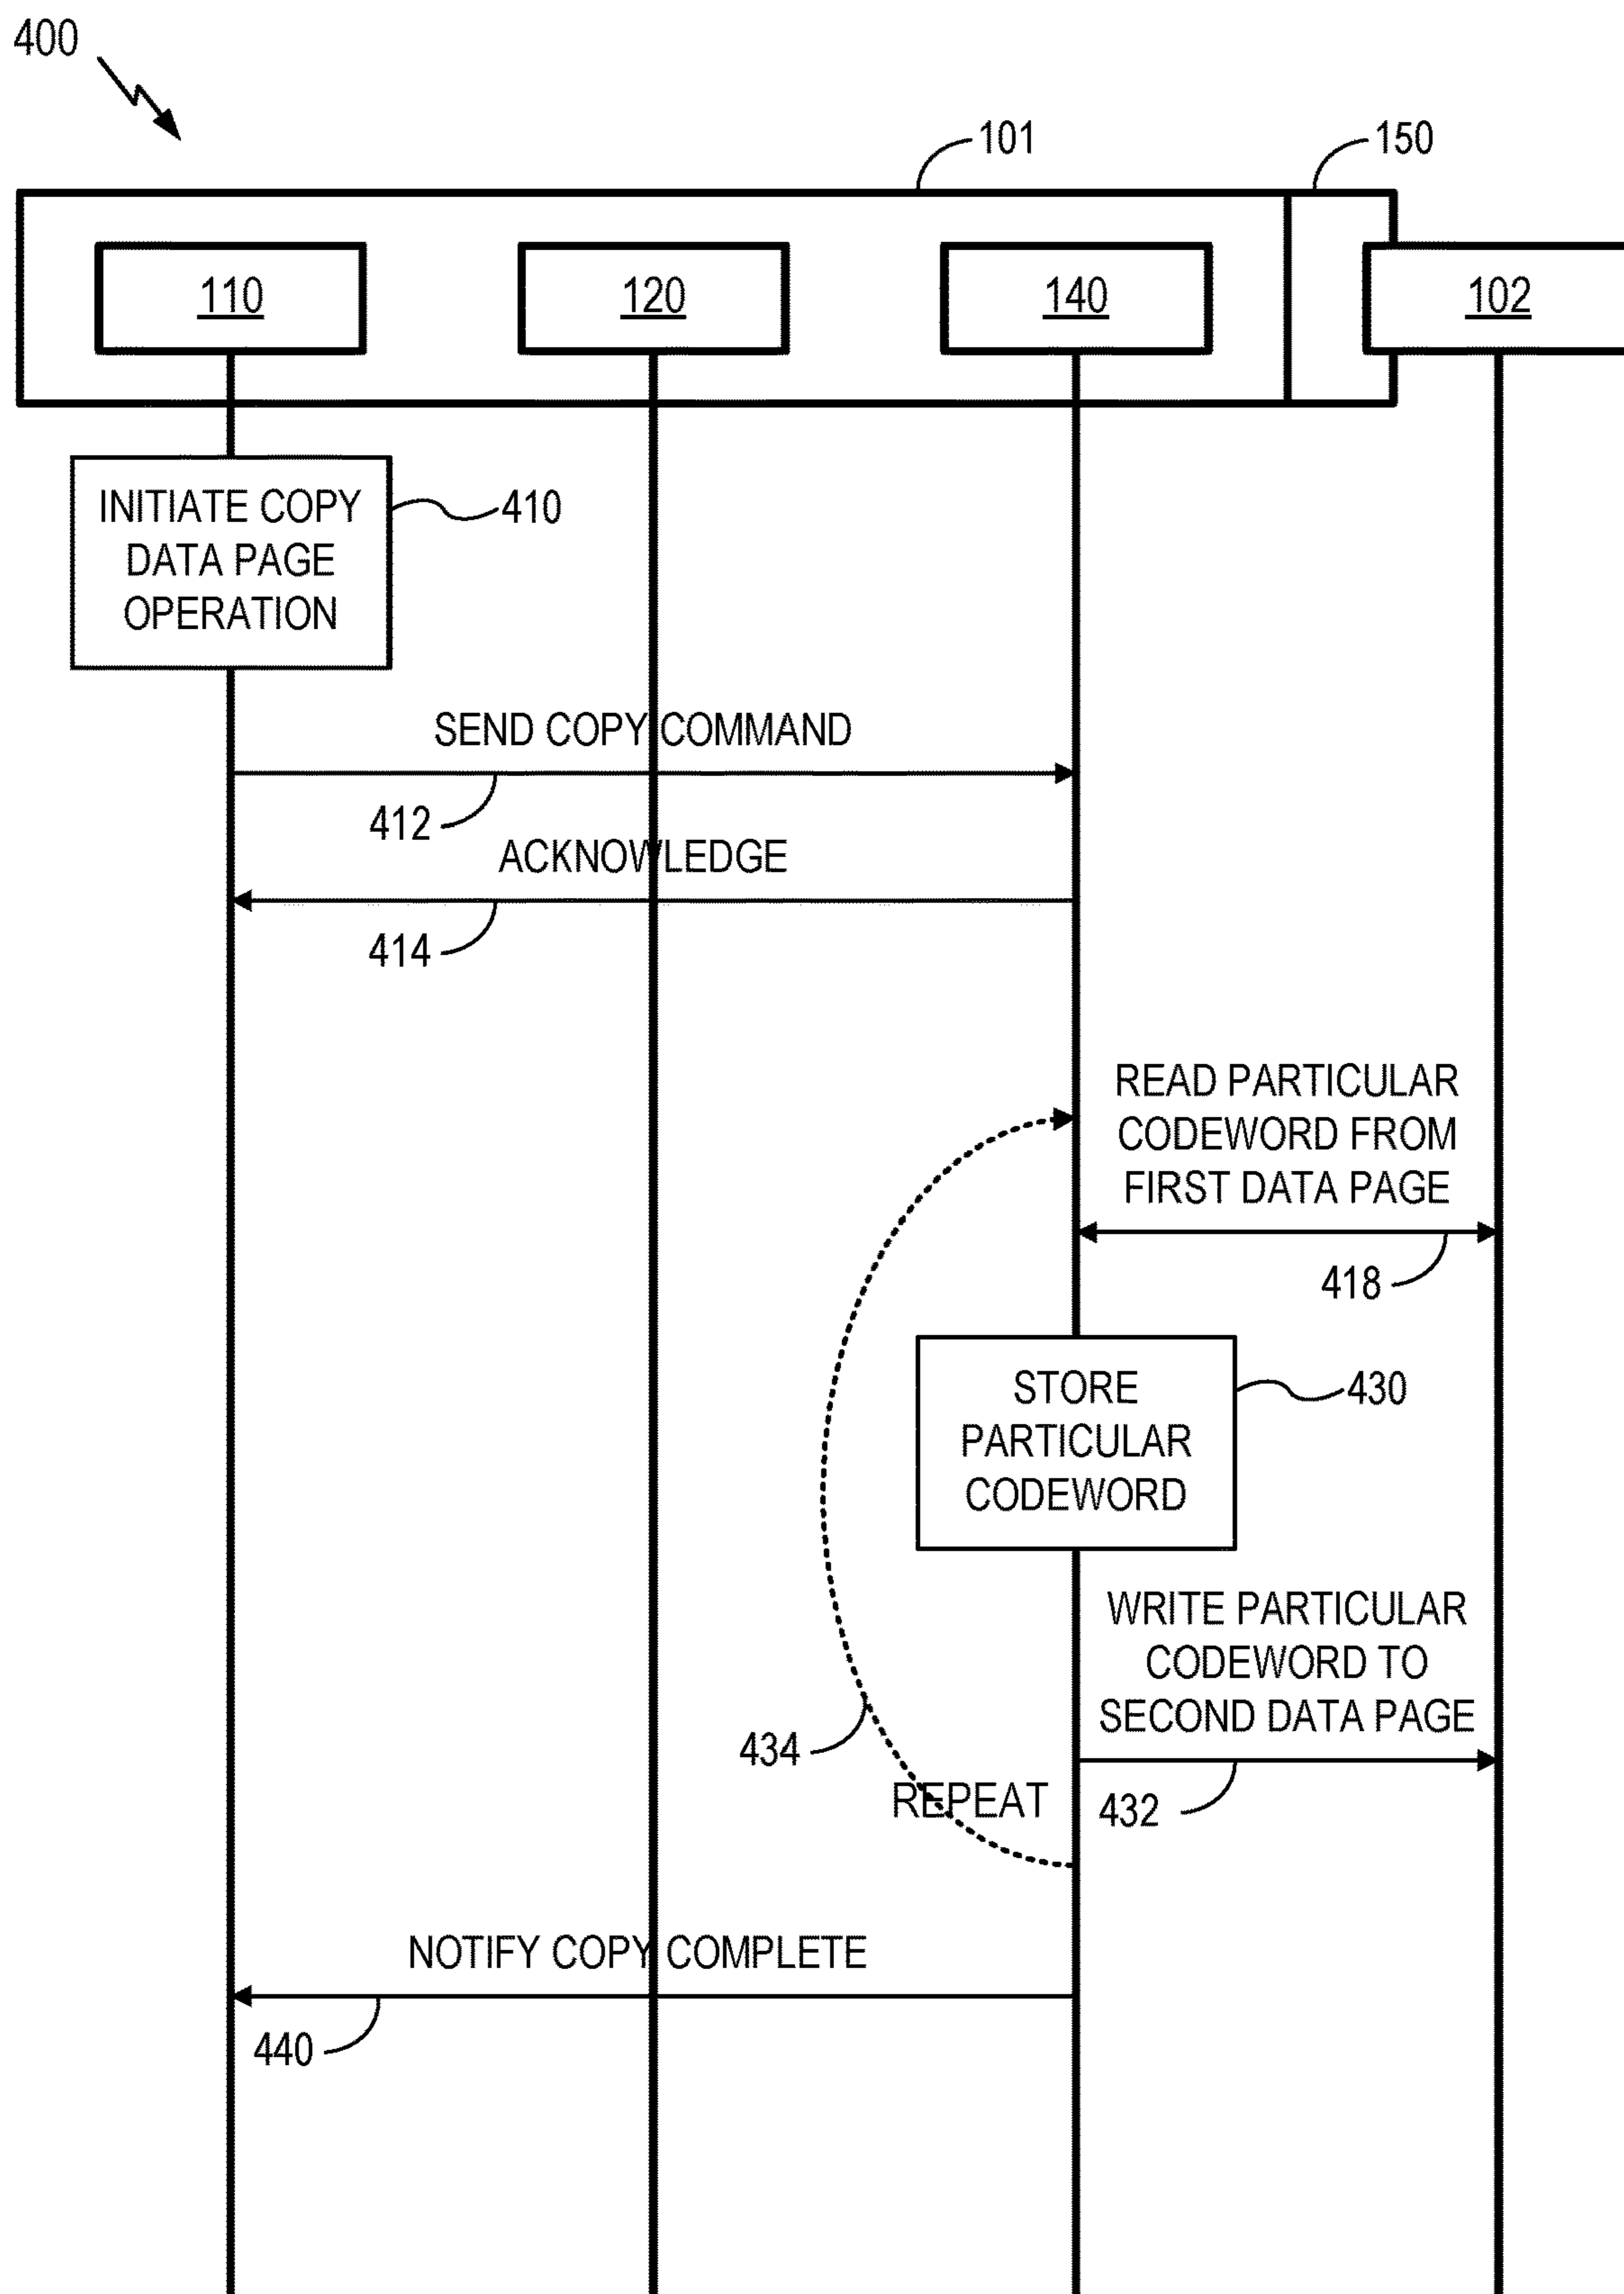 400
101
150
110
120
140
102
INITIATE COPY
DATA PAGE
OPERATION
410
SEND COPY COMMAND
412
ACKNOWLEDGE
414
READ PARTICULAR
CODEWORD FROM
FIRST DATA PAGE
418
STORE
PARTICULAR
CODEWORD
430
WRITE PARTICULAR
CODEWORD TO
SECOND DATA PAGE
434
REPEAT
432
NOTIFY COPY COMPLETE
440